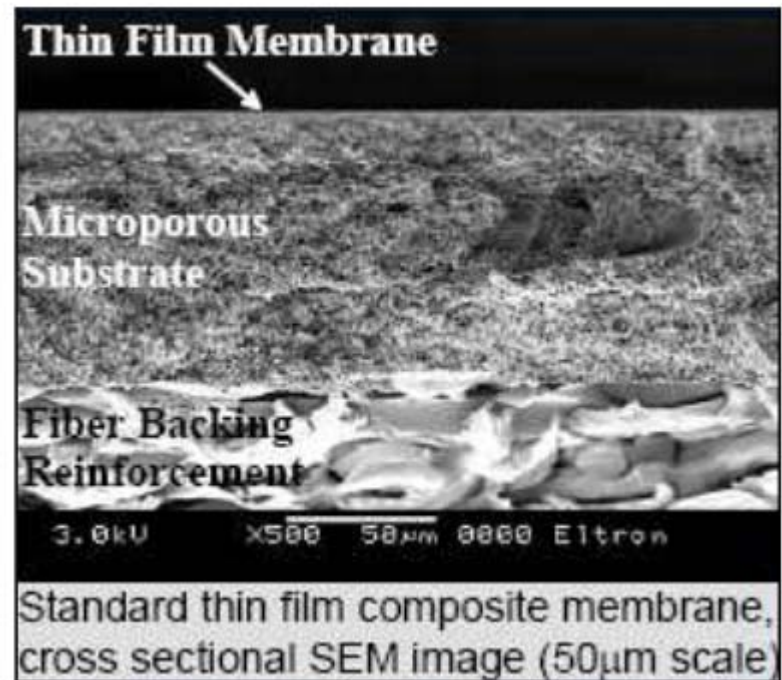 Thin Film Membrane
Microporous
Substrate
Fiber Backing
Reinforcement
3.0kV X500 50μm 0000 Eltron
Standard thin film composite membrane,
cross sectional SEM image (50μm scale)